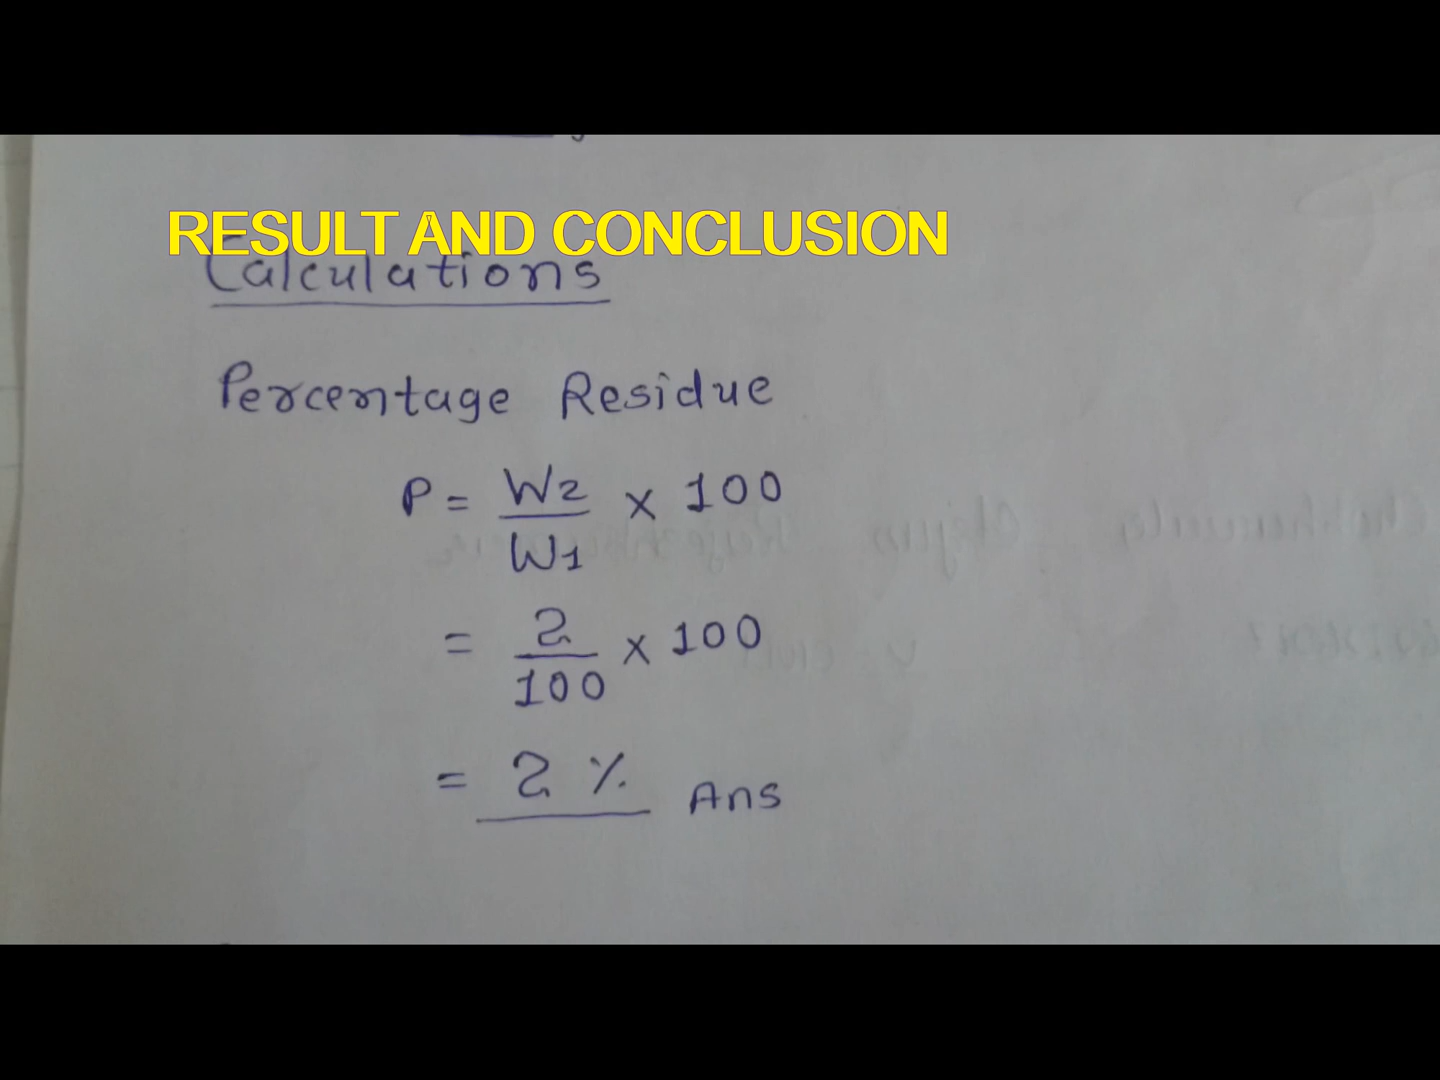 RESULT AND CONCLUSION
Calculations
Percentage Residue
P = W2 / W1 × 100
= 2 / 100 × 100
= 2 % Ans